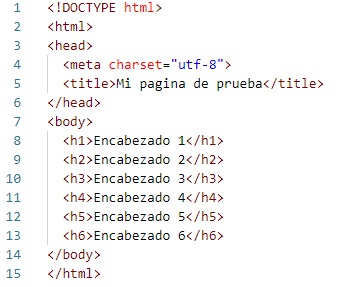 1 <!DOCTYPE html>
2 <html>
3 <head>
4   <meta charset="utf-8">
5   <title>Mi pagina de prueba</title>
6 </head>
7 <body>
8   <h1>Encabezado 1</h1>
9   <h2>Encabezado 2</h2>
10   <h3>Encabezado 3</h3>
11   <h4>Encabezado 4</h4>
12   <h5>Encabezado 5</h5>
13   <h6>Encabezado 6</h6>
14 </body>
15 </html>